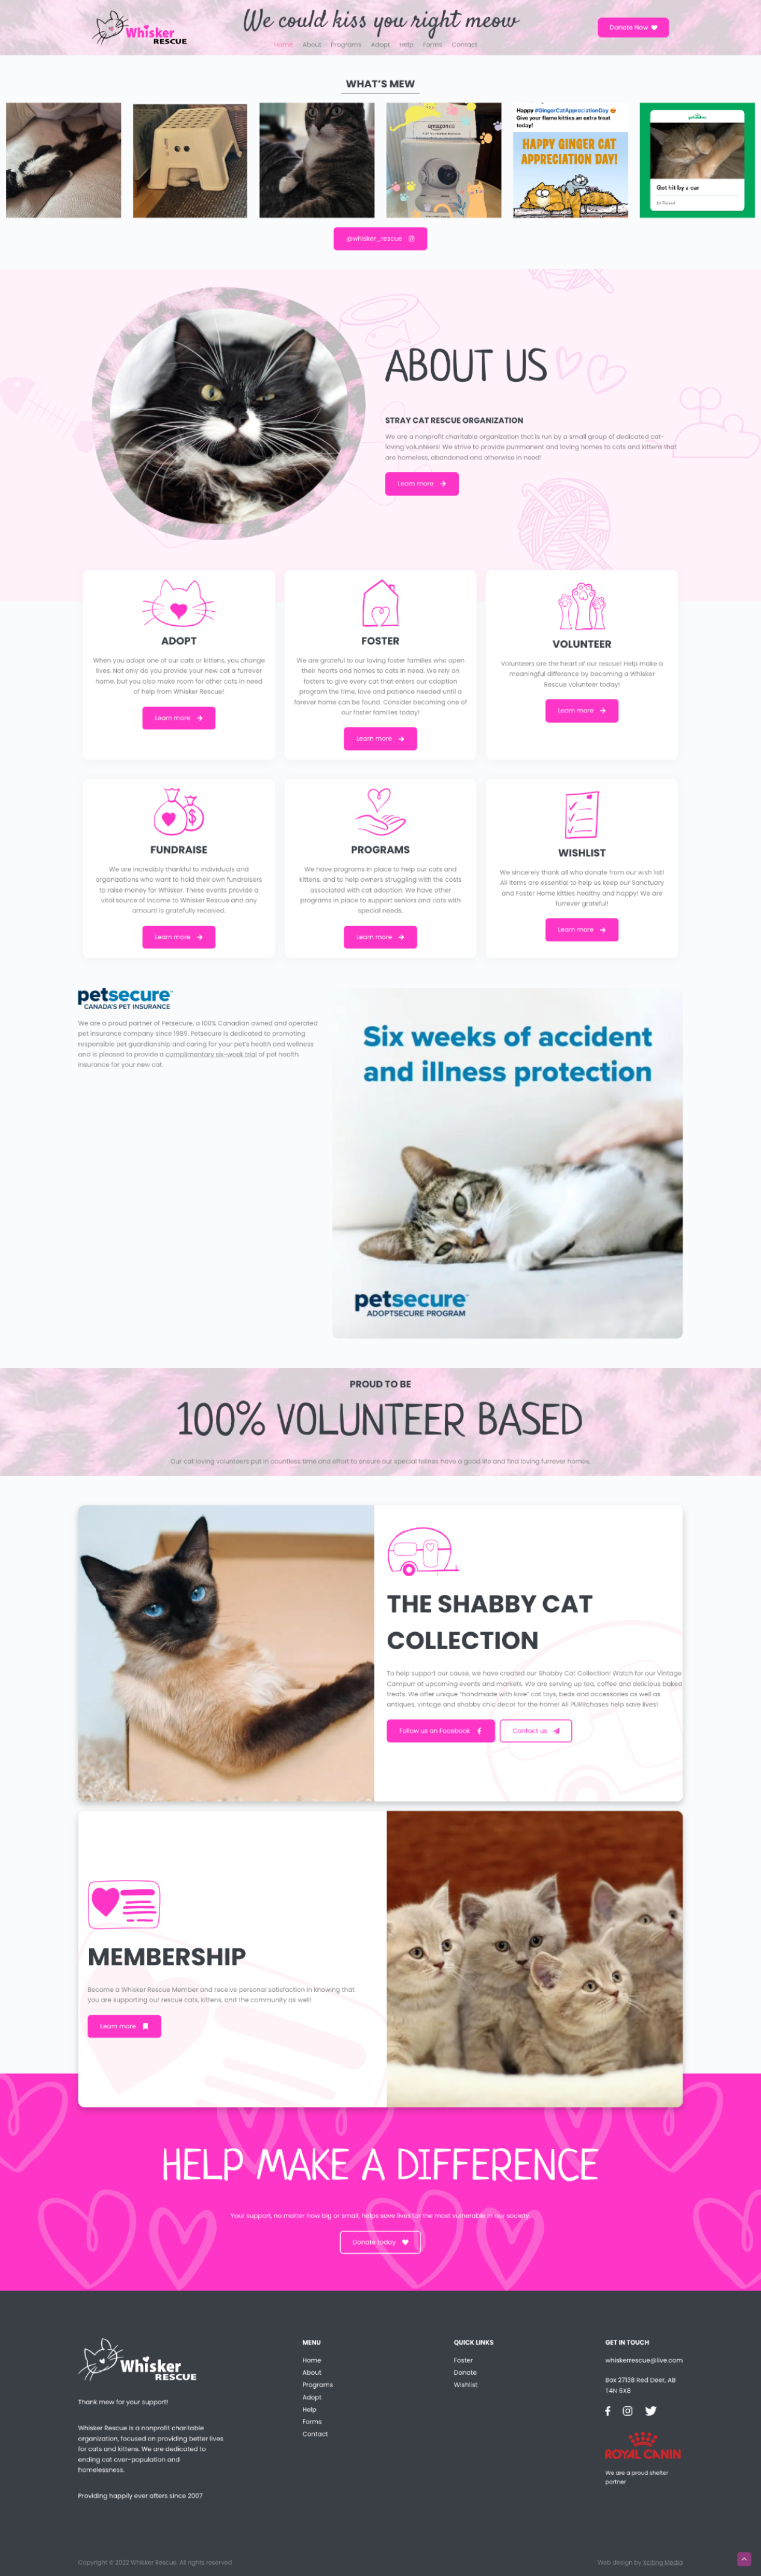 Whisker
RESCUE
We could kiss you right meow
Donate Now
Home About Programs Adopt Help Forms Contact
WHAT'S MEW
amazon.ca
Happy #GingerCatAppreciationDay
Give your flame kitties an extra treat
today!
HAPPY GINGER CAT
APPRECIATION DAY!
gofundme
Got hit by a car
@whisker_rescue
ABOUT US
STRAY CAT RESCUE ORGANIZATION
We are a nonprofit charitable organization that is run by a small group of dedicated cat-
loving volunteers! We strive to provide purrmanent and loving homes to cats and kittens that
are homeless, abandoned and otherwise in need!
Learn more
ADOPT
When you adopt one of our cats or kittens, you change
lives. Not only do you provide your new cat a furrever
home, but you also make room for other cats in need
of help from Whisker Rescue!
Learn more
FOSTER
We are grateful to our loving foster families who open
their hearts and homes to cats in need. We rely on
fosters to give every cat that enters our adoption
program the time, love and patience needed until a
forever home can be found. Consider becoming one of
our foster families today!
Learn more
VOLUNTEER
Volunteers are the heart of our rescue! Help make a
meaningful difference by becoming a Whisker
Rescue volunteer today!
Learn more
FUNDRAISE
We are incredibly thankful to individuals and
organizations who want to hold their own fundraisers
to raise money for Whisker. These events provide a
vital source of income to Whisker Rescue and any
amount is gratefully received.
Learn more
PROGRAMS
We have programs in place to help our cats and
kittens, and to help owners struggling with the costs
associated with cat adoption. We have other
programs in place to support seniors and cats with
special needs.
Learn more
WISHLIST
We sincerely thank all who donate from our wish list!
All items are essential to help us keep our Sanctuary
and Foster Home kitties healthy and happy! We are
furrever grateful!
Learn more
petsecure™
CANADA'S PET INSURANCE
We are a proud partner of Petsecure, a 100% Canadian owned and operated
pet insurance company since 1989. Petsecure is dedicated to promoting
responsible pet guardianship and caring for your pet's health and wellness
and is pleased to provide a complimentary six-week trial of pet health
insurance for your new cat.
Six weeks of accident
and illness protection
petsecure™
ADOPTSECURE PROGRAM
PROUD TO BE
100% VOLUNTEER BASED
Our cat loving volunteers put in countless time and effort to ensure our special felines have a good life and find loving furrever homes.
THE SHABBY CAT
COLLECTION
To help support our cause, we have created our Shabby Cat Collection! Watch for our Vintage
Campurr at upcoming events and markets. We are serving up tea, coffee and delicious baked
treats. We offer unique "handmade with love" cat toys, beds and accessories as well as
antiques, vintage and shabby chic decor for the home! All PURRchases help save lives!
Follow us on Facebook
Contact us
MEMBERSHIP
Become a Whisker Rescue Member and receive personal satisfaction in knowing that
you are supporting our rescue cats, kittens, and the community as well!
Learn more
HELP MAKE A DIFFERENCE
Your support, no matter how big or small, helps save lives for the most vulnerable in our society.
Donate today
Whisker
RESCUE
Thank mew for your support!
Whisker Rescue is a nonprofit charitable
organization, focused on providing better lives
for cats and kittens. We are dedicated to
ending cat over-population and
homelessness.
Providing happily ever afters since 2007
MENU
Home
About
Programs
Adopt
Help
Forms
Contact
QUICK LINKS
Foster
Donate
Wishlist
GET IN TOUCH
whiskerrescue@live.com
Box 27138 Red Deer, AB
T4N 6X8
ROYAL CANIN
We are a proud shelter
partner
Copyright © 2022 Whisker Rescue. All rights reserved
Web design by Xciting Media